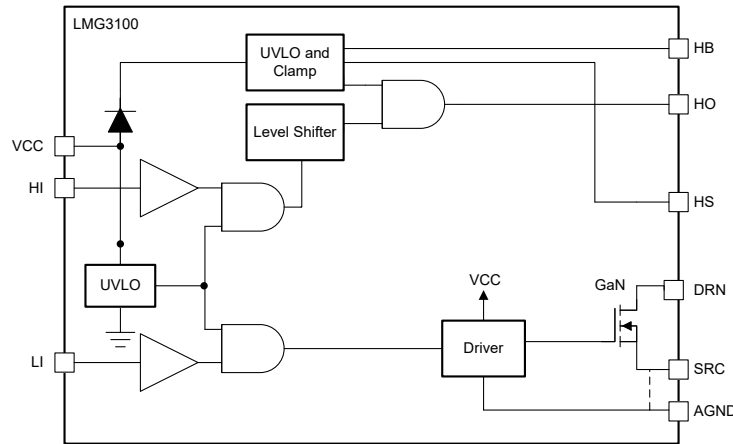 LMG3100
UVLO and
Clamp
HB
HO
Level Shifter
VCC
HI
HS
UVLO
VCC
GaN
DRN
LI
Driver
SRC
AGND